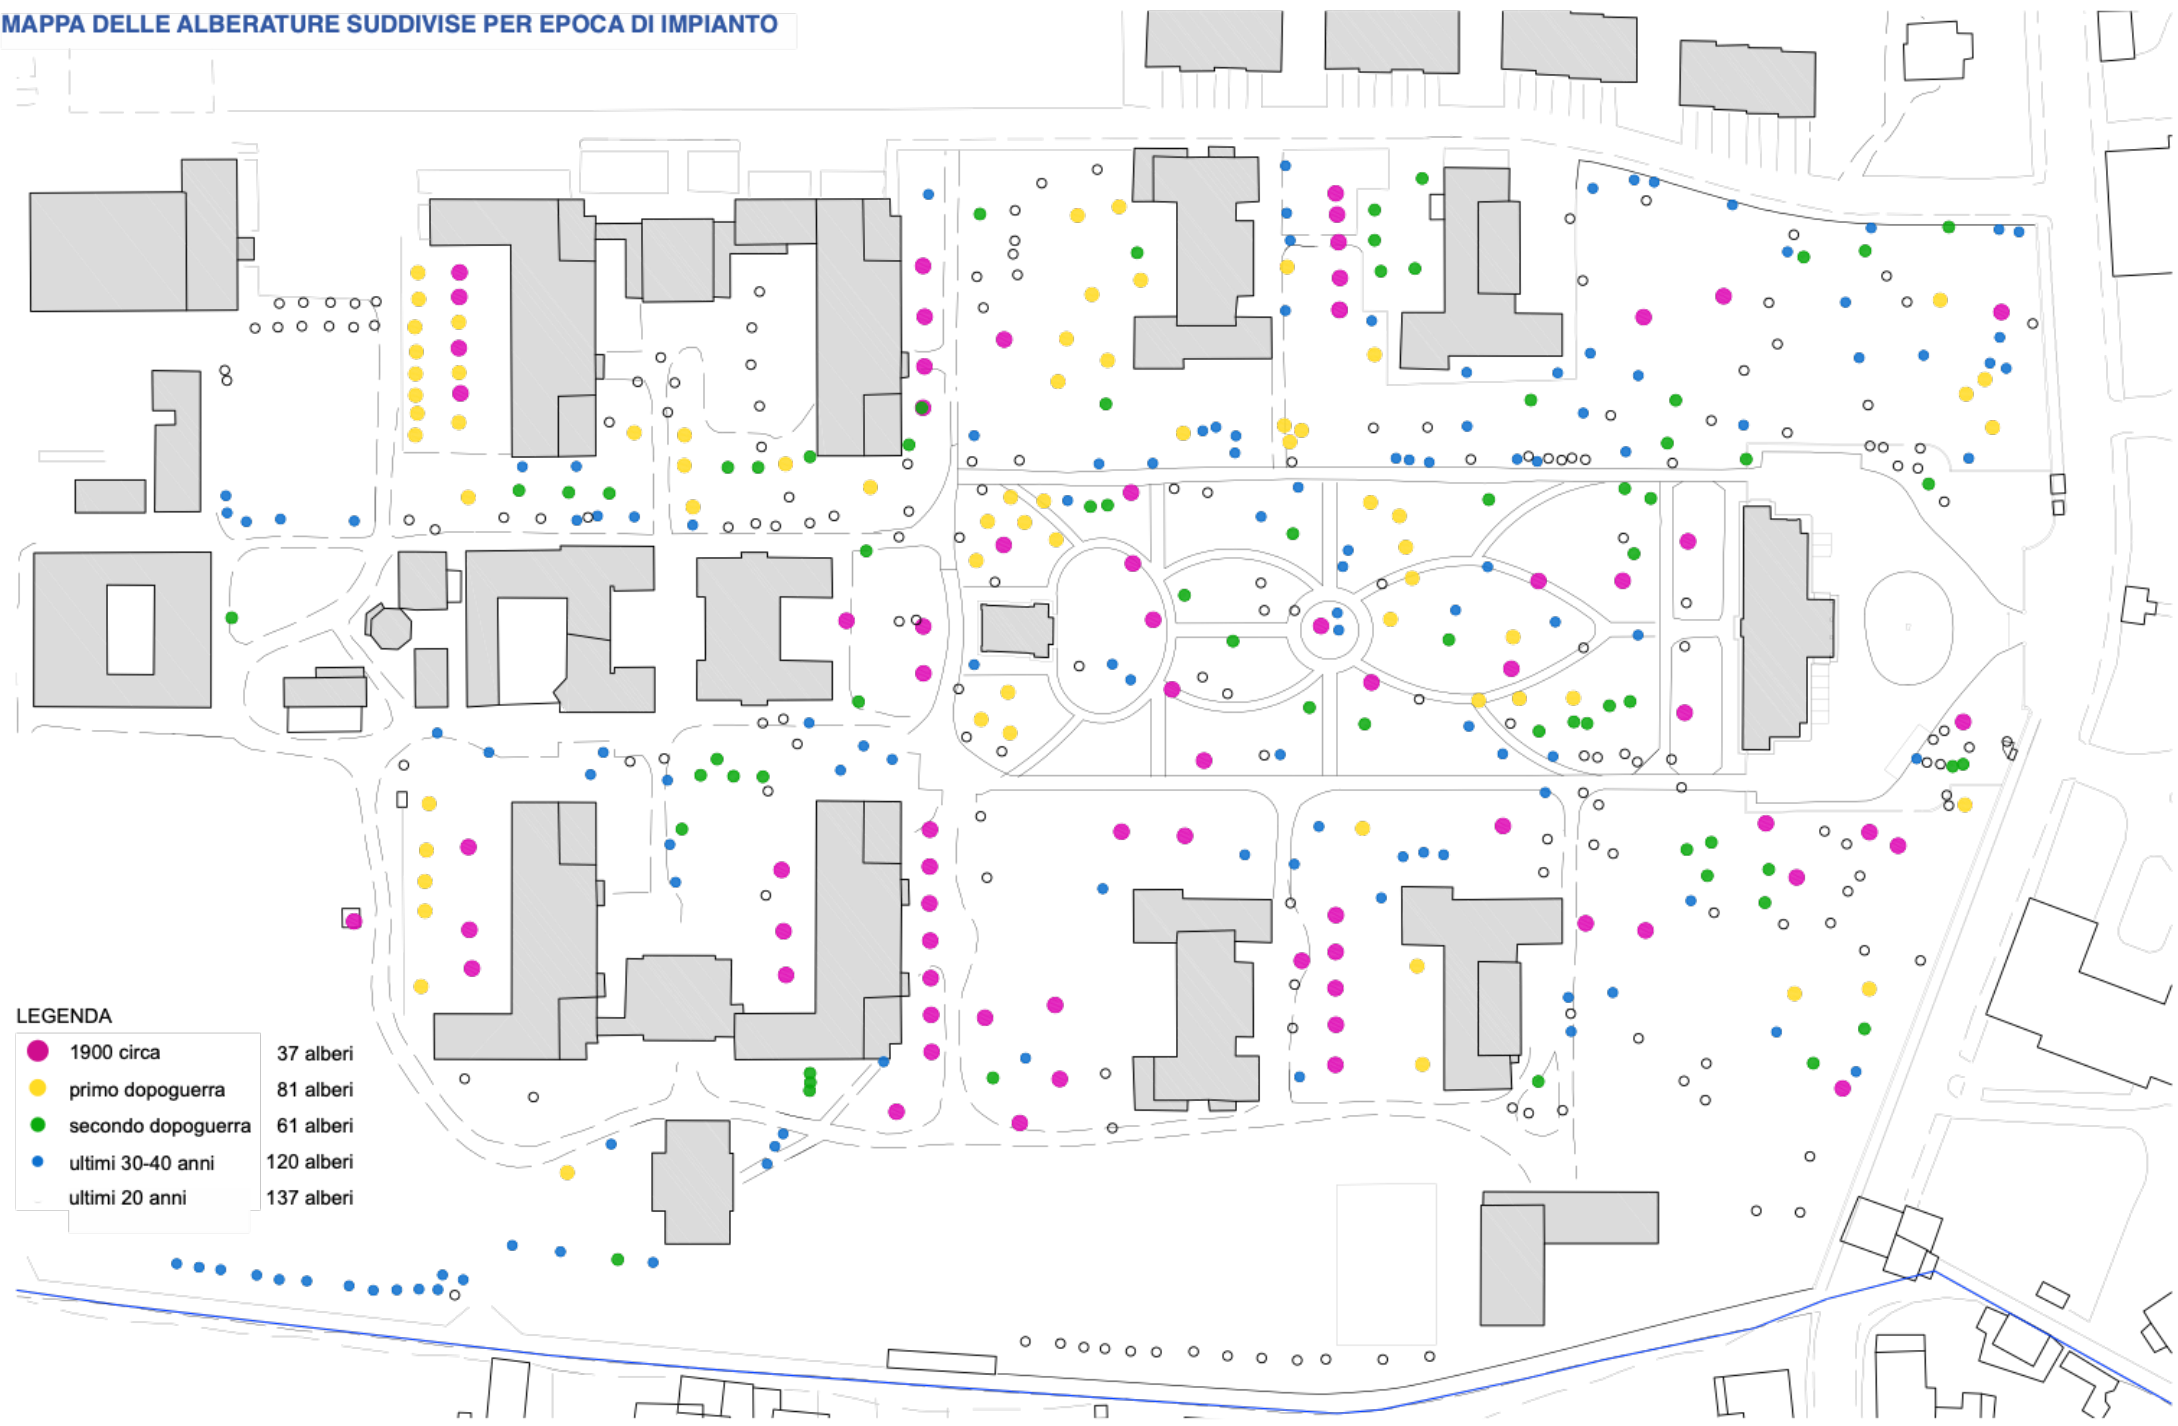 MAPPA DELLE ALBERATURE SUDDIVISE PER EPOCA DI IMPIANTO
LEGENDA
1900 circa 37 alberi
primo dopoguerra 81 alberi
secondo dopoguerra 61 alberi
ultimi 30-40 anni 120 alberi
ultimi 20 anni 137 alberi